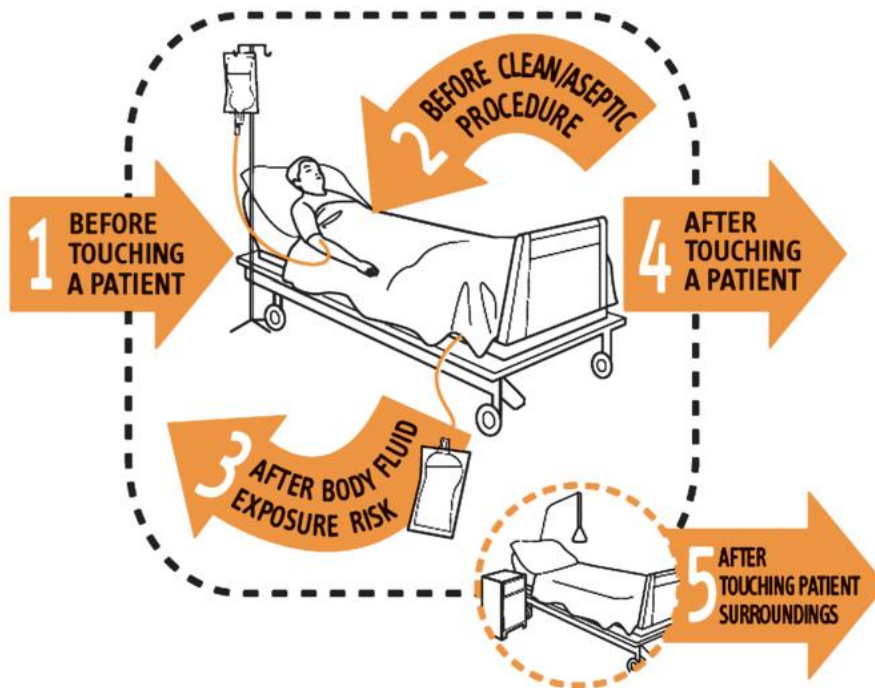 1 BEFORE
TOUCHING
A PATIENT
2 BEFORE CLEAN/ASEPTIC
PROCEDURE
3 AFTER BODY FLUID
EXPOSURE RISK
4 AFTER
TOUCHING
A PATIENT
5 AFTER
TOUCHING PATIENT
SURROUNDINGS